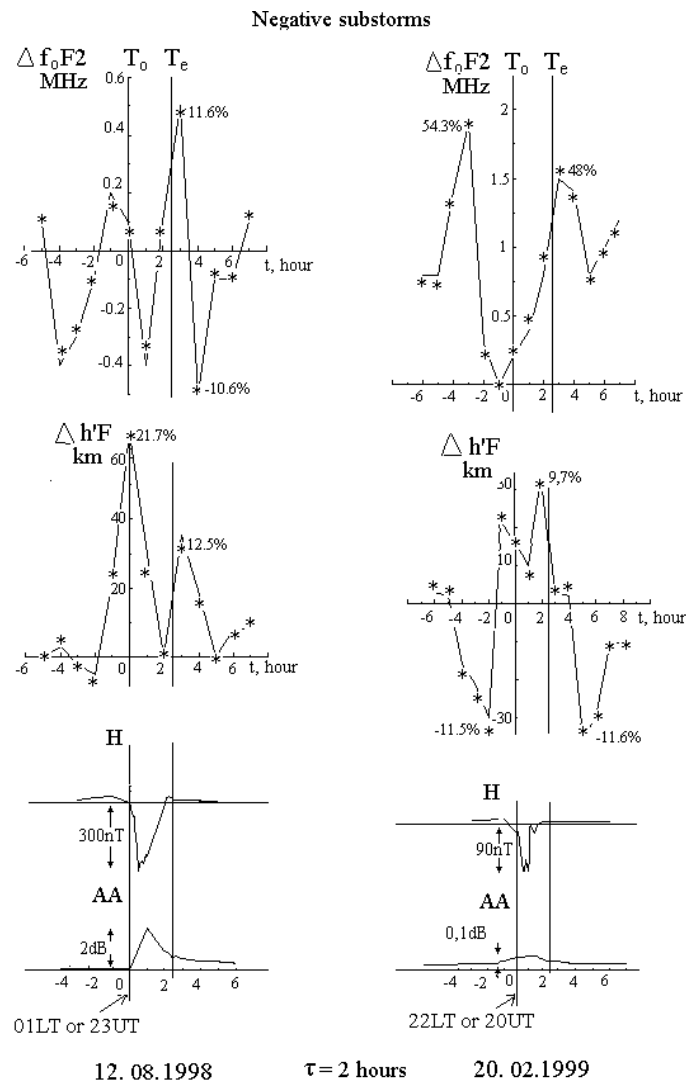 Negative substorms
△ f₀F2 T₀ Tₑ
MHz
0.6
0.4
0.2
-0.2
-0.4
11.6%
-10.6%
-6 -4 -2 0 2 4 6
t, hour
△ f₀F2 T₀ Tₑ
MHz
2
1.5
1
0.5
54.3%
48%
-6 -4 -2 0 2 4 6
t, hour
△ h'F
km
60
40
20
21.7%
12.5%
-6 -4 -2 0 2 4 6
t, hour
△ h'F
km
10
-30
9,7%
-11.5%
-11.6%
-6 -4 -2 0 2 4 6 8
t, hour
H
300nT
AA
2dB
-4 -2 0 2 4 6
01LT or 23UT
H
90nT
AA
0,1dB
-4 -2 0 2 4 6
22LT or 20UT
12. 08.1998 τ = 2 hours 20. 02.1999